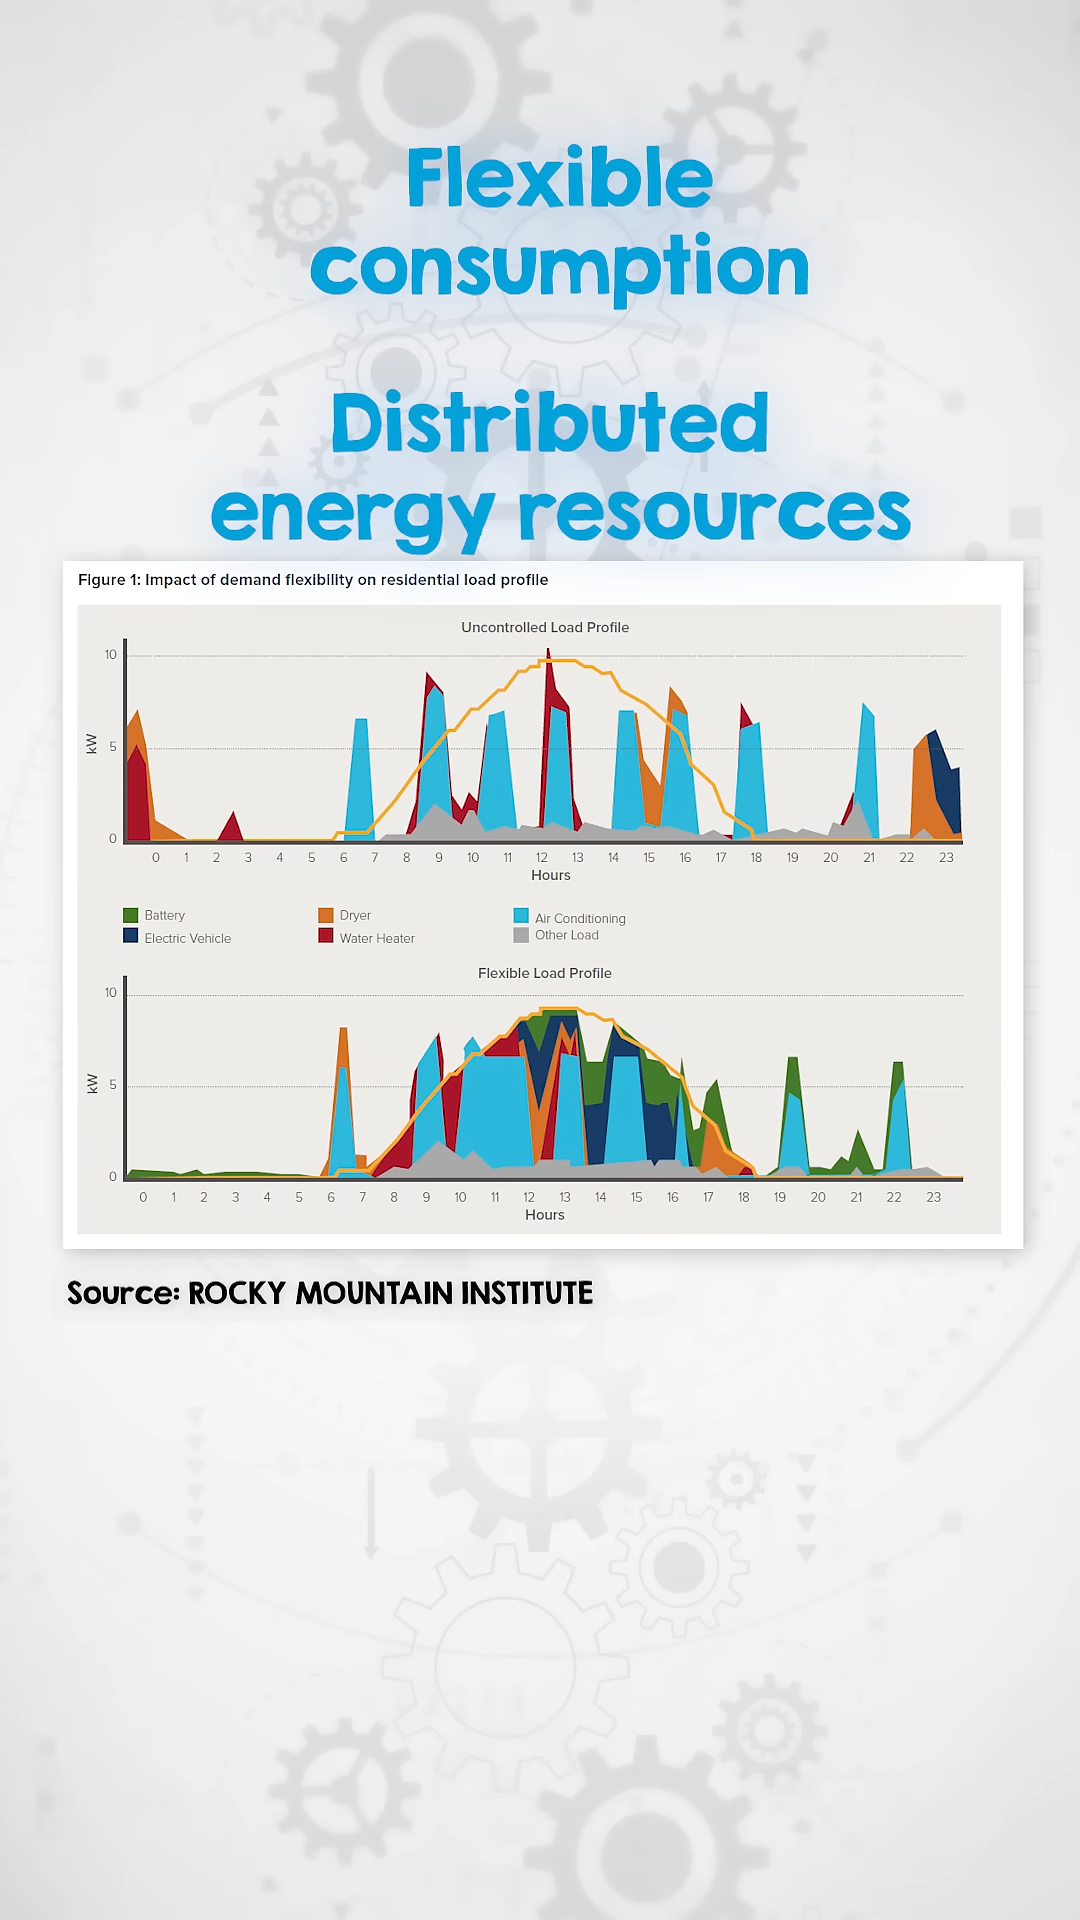 Flexible
consumption
Distributed
energy resources
Figure 1: Impact of demand flexibility on residential load profile
Uncontrolled Load Profile
10
kW
5
0
0 1 2 3 4 5 6 7 8 9 10 11 12 13 14 15 16 17 18 19 20 21 22 23
Hours
Battery Dryer Air Conditioning
Electric Vehicle Water Heater Other Load
Flexible Load Profile
10
kW
5
0
0 1 2 3 4 5 6 7 8 9 10 11 12 13 14 15 16 17 18 19 20 21 22 23
Hours
Source: ROCKY MOUNTAIN INSTITUTE